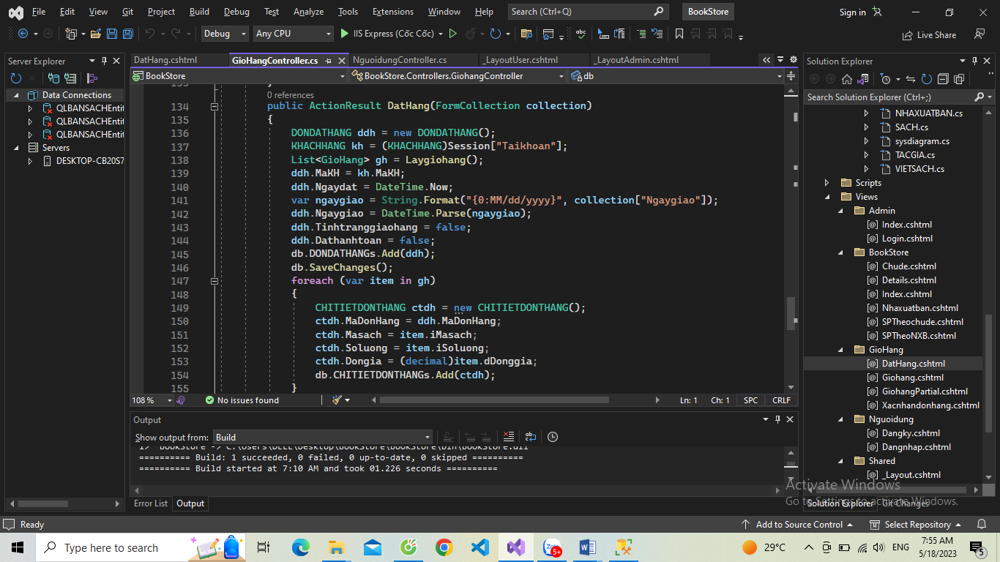 File Edit View Git Project Build Debug Test Analyze Tools Extensions Window Help Search (Ctrl+Q) BookStore Sign in
Debug Any CPU IIS Express (Cốc Cốc) Live Share
Server Explorer
Data Connections
QLBANSACHEntit
QLBANSACHEntit
QLBANSACHEntit
Servers
DESKTOP-CB20S7
DatHang.cshtml GioHangController.cs NguoidungController.cs _LayoutUser.cshtml _LayoutAdmin.cshtml
BookStore BookStore.Controllers.GiohangController db
0 references
134 public ActionResult DatHang(FormCollection collection)
135 {
136 DONDATHANG ddh = new DONDATHANG();
137 KHACHHANG kh = (KHACHHANG)Session["Taikhoan"];
138 List<GioHang> gh = Laygiohang();
139 ddh.MaKH = kh.MaKH;
140 ddh.Ngaydat = DateTime.Now;
141 var ngaygiao = String.Format("{0:MM/dd/yyyy}", collection["Ngaygiao"]);
142 ddh.Ngaygiao = DateTime.Parse(ngaygiao);
143 ddh.Tinhtranggiaohang = false;
144 ddh.Dathanhtoan = false;
145 db.DONDATHANGs.Add(ddh);
146 db.SaveChanges();
147 foreach (var item in gh)
148 {
149 CHITIETDONTHANG ctdh = new CHITIETDONTHANG();
150 ctdh.MaDonHang = ddh.MaDonHang;
151 ctdh.Masach = item.iMasach;
152 ctdh.Soluong = item.iSoluong;
153 ctdh.Dongia = (decimal)item.dDonggia;
154 db.CHITIETDONTHANGs.Add(ctdh);
155 }
108 % No issues found Ln: 1 Ch: 1 SPC CRLF
Output
Show output from: Build
1> BookStore -> C:\Users\DELL\Desktop\BookStore\BookStore\bin\BookStore.dll
========== Build: 1 succeeded, 0 failed, 0 up-to-date, 0 skipped ==========
========== Build started at 7:10 AM and took 01.226 seconds ==========
Error List Output
Solution Explorer
Search Solution Explorer (Ctrl+;)
NHAXUATBAN.cs
SACH.cs
sysdiagram.cs
TACGIA.cs
VIETSACH.cs
Scripts
Views
Admin
Index.cshtml
Login.cshtml
BookStore
Chude.cshtml
Details.cshtml
Index.cshtml
Nhaxuatban.cshtml
SPTheochude.cshtml
SPTheoNXB.cshtml
GioHang
DatHang.cshtml
Giohang.cshtml
GiohangPartial.cshtml
Xacnhandonhang.cshtml
Nguoidung
Dangky.cshtml
Dangnhap.cshtml
Shared
_Layout.cshtml
Activate Windows
Go to Settings to activate Windows.
Solution Explorer Git Changes
Ready Add to Source Control Select Repository
Type here to search 5+ 29°C ENG 7:55 AM
5/18/2023 5